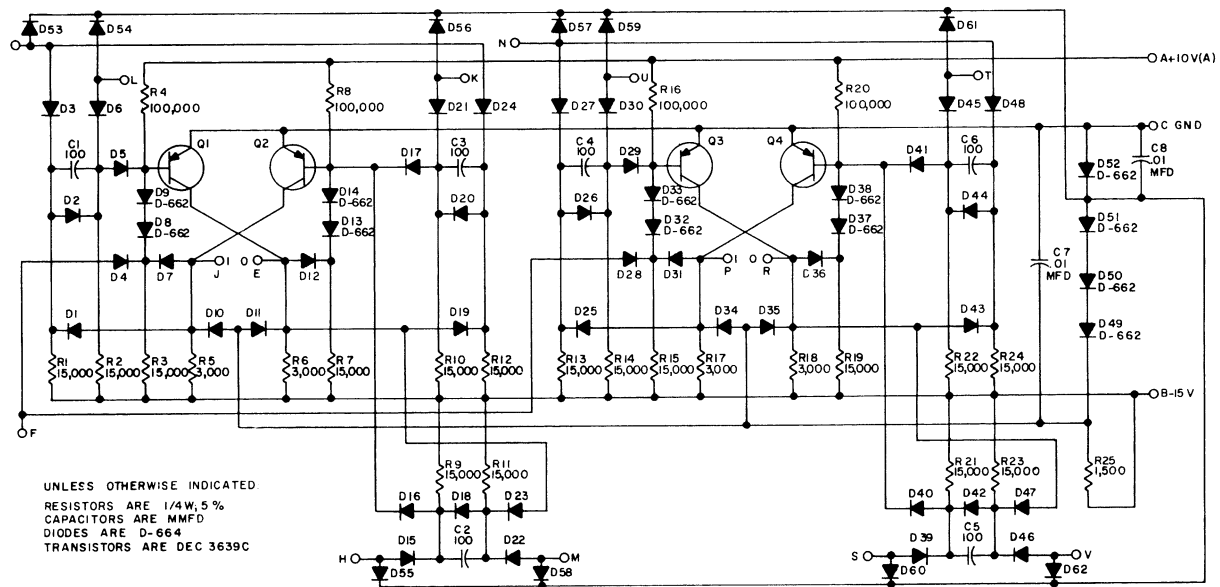 D53 D54 D56 D57 D59 D61
N
A+10V(A)
L K U T
R4 100,000
R8 100,000
R16 100,000
R20 100,000
D3 D6 D21 D24 D27 D30 D45 D48
C GND
C1 100
D5
Q1 Q2
D17
C3 100
C4 100
D29
Q3 Q4
D41
C6 100
D52 D-662
C8 .01 MFD
D2
D9 D-662
D8 D-662
D14 D-662
D13 D-662
D20
D26
D33 D-662
D32 D-662
D38 D-662
D37 D-662
D44
D51 D-662
D4 D7
1 0
J E
D12
D28 D31
1 0
P R
D36
C7 .01 MFD
D50 D-662
D1 D10 D11 D19 D25 D34 D35 D43
D49 D-662
R1 15,000
R2 15,000
R3 15,000
R5 3,000
R6 3,000
R7 15,000
R10 15,000
R12 15,000
R13 15,000
R14 15,000
R15 15,000
R17 3,000
R18 3,000
R19 15,000
R22 15,000
R24 15,000
B-15V
F
R9 15,000
R11 15,000
R21 15,000
R23 15,000
R25 1,500
UNLESS OTHERWISE INDICATED:
RESISTORS ARE 1/4W, 5%
CAPACITORS ARE MMFD
DIODES ARE D-664
TRANSISTORS ARE DEC 3639C
D16 D18 D23
D40 D42 D47
H
D15
C2 100
D22
M
S
D39
C5 100
D46
V
D55 D58 D60 D62